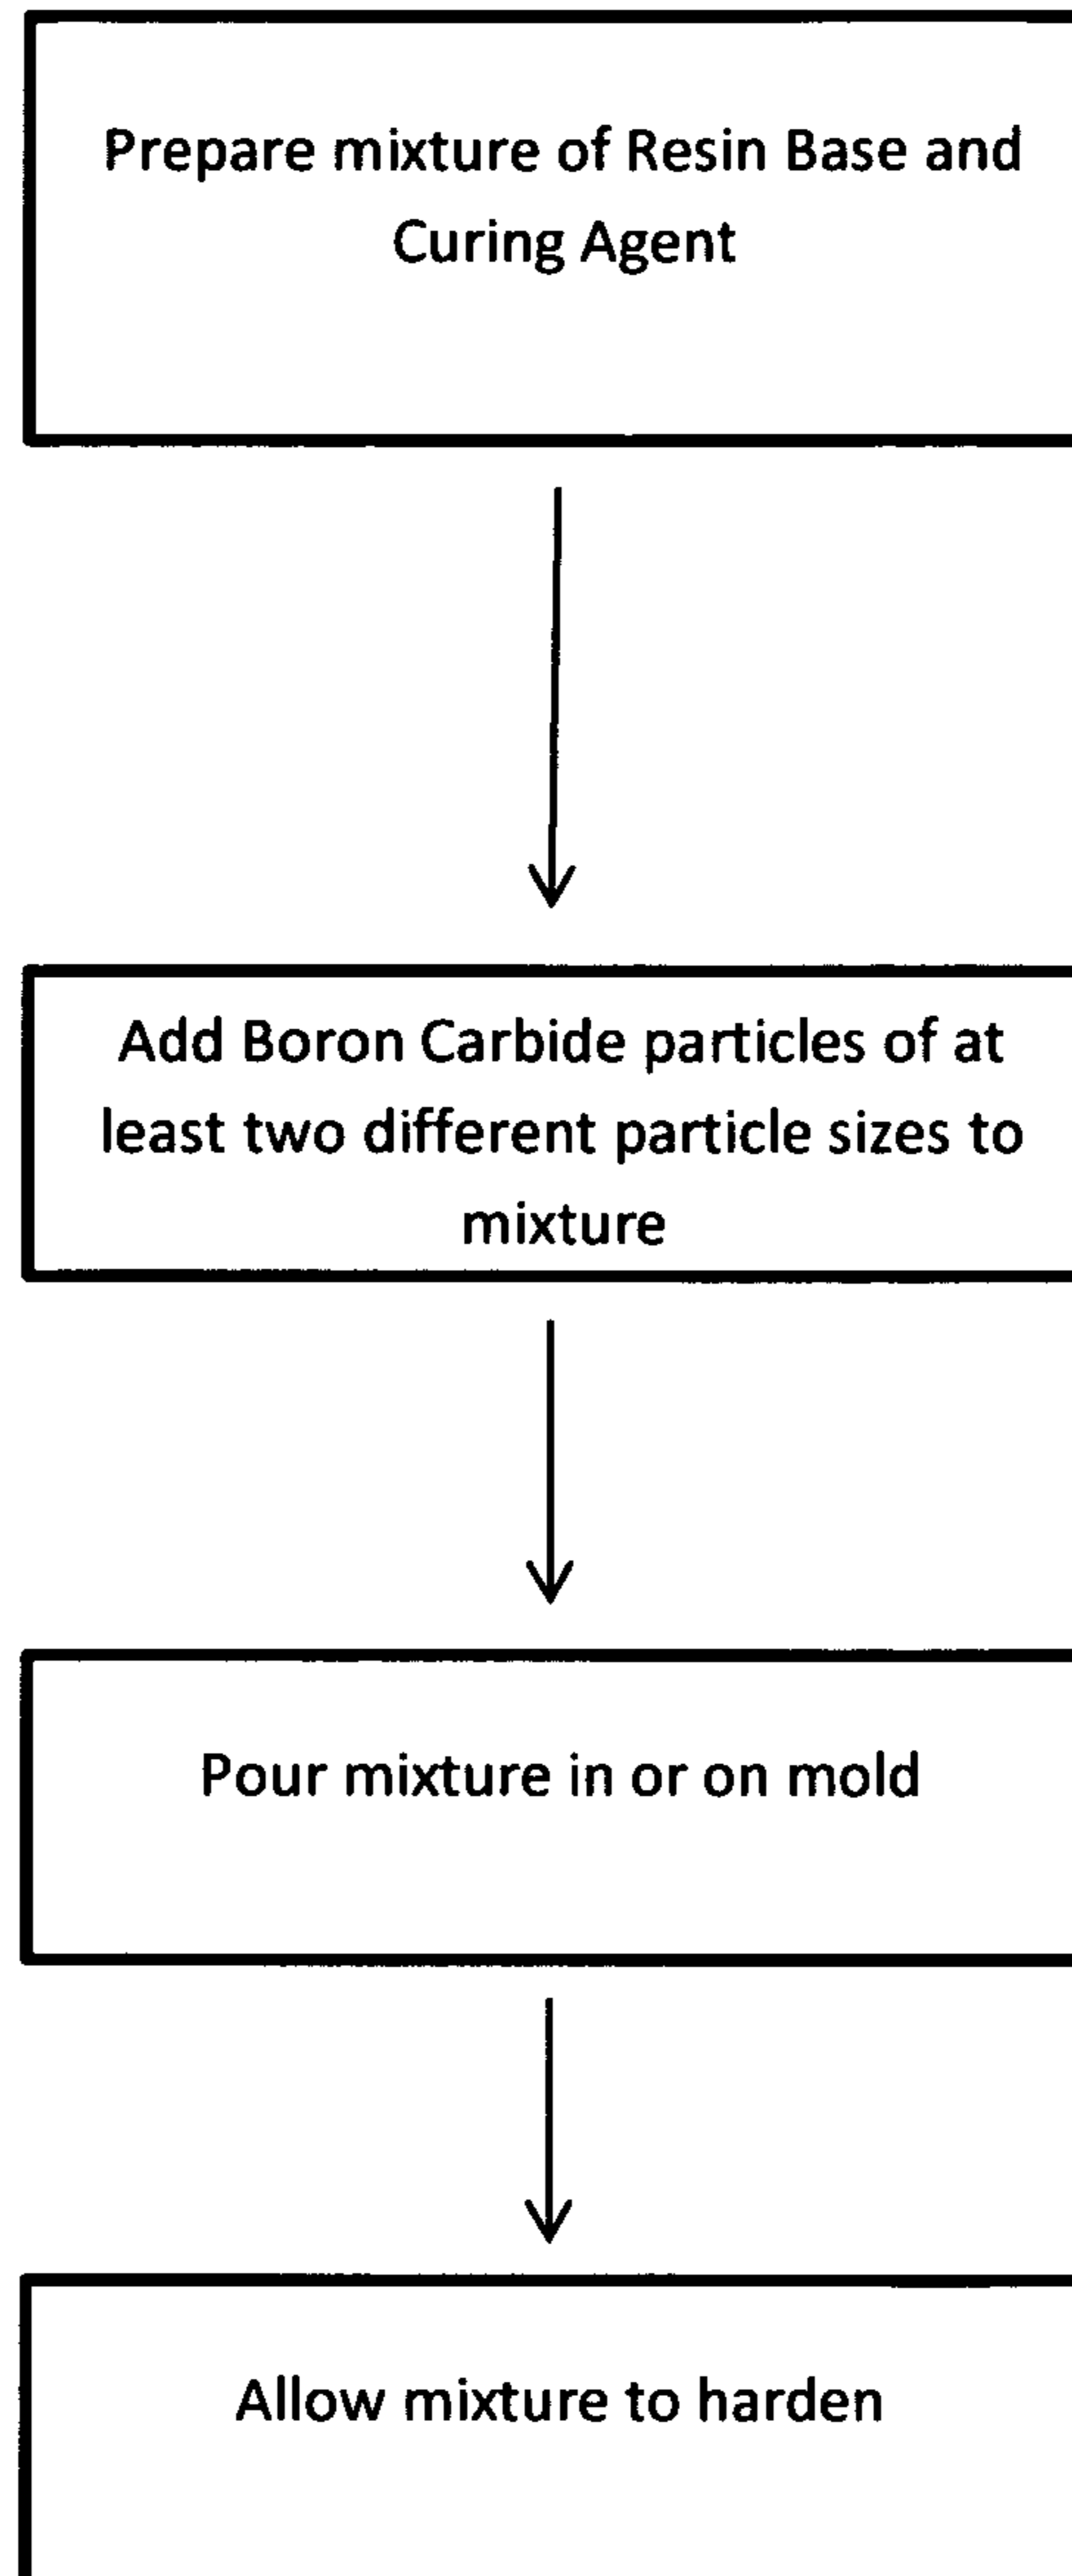 Prepare mixture of Resin Base and
Curing Agent
Add Boron Carbide particles of at
least two different particle sizes to
mixture
Pour mixture in or on mold
Allow mixture to harden